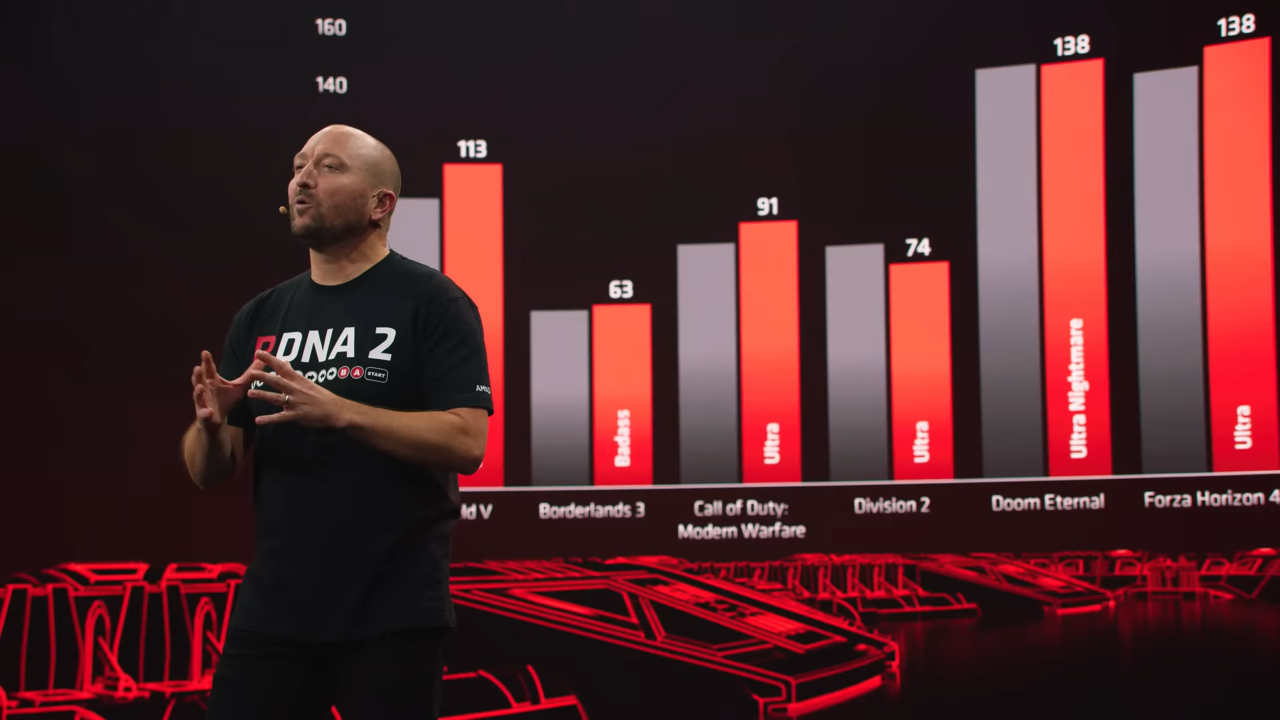 160
140
113
63
91
74
138
138
RDNA 2
B A START
AMD
Badass
Ultra
Ultra
Ultra Nightmare
Ultra
ld V
Borderlands 3
Call of Duty:
Modern Warfare
Division 2
Doom Eternal
Forza Horizon 4